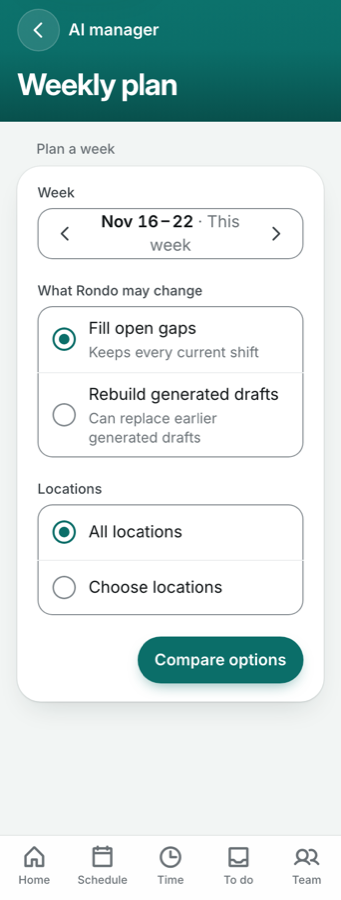 AI manager
Weekly plan
Plan a week
Week
Nov 16–22 · This
week
What Rondo may change
Fill open gaps
Keeps every current shift
Rebuild generated drafts
Can replace earlier
generated drafts
Locations
All locations
Choose locations
Compare options
Home Schedule Time To do Team